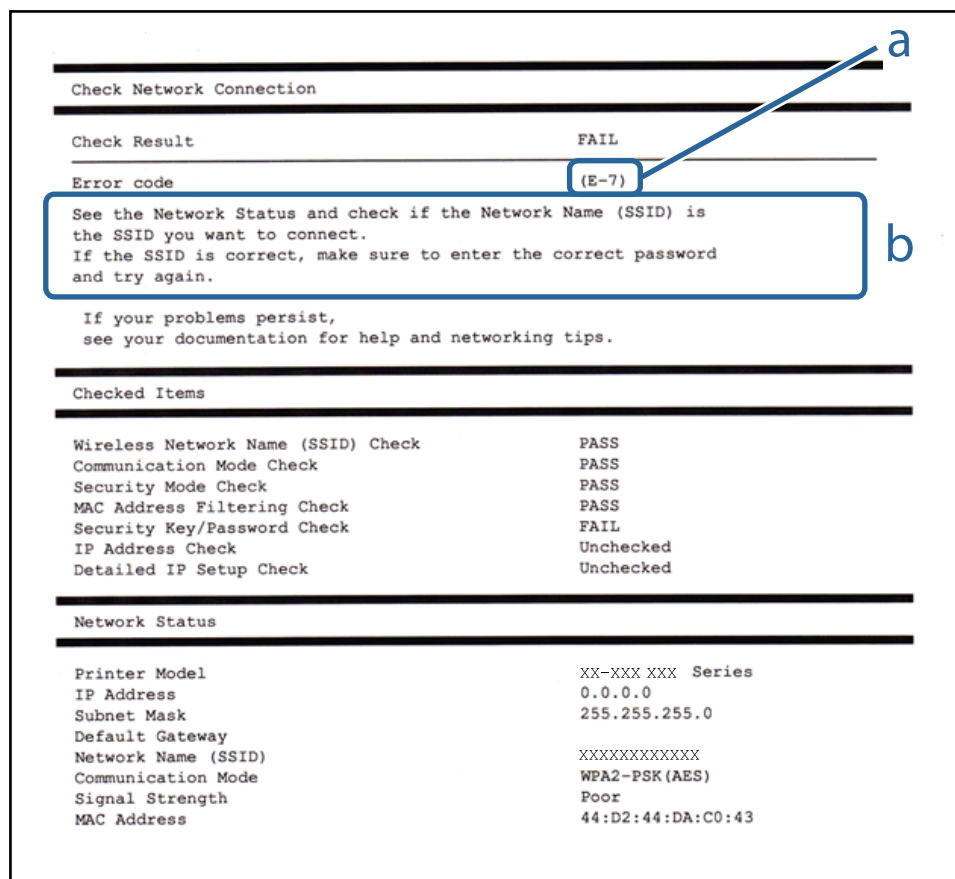 a
Check Network Connection
Check Result FAIL
Error code (E-7)
See the Network Status and check if the Network Name (SSID) is
the SSID you want to connect.
If the SSID is correct, make sure to enter the correct password
and try again.
b
If your problems persist,
see your documentation for help and networking tips.
Checked Items
Wireless Network Name (SSID) Check PASS
Communication Mode Check PASS
Security Mode Check PASS
MAC Address Filtering Check PASS
Security Key/Password Check FAIL
IP Address Check Unchecked
Detailed IP Setup Check Unchecked
Network Status
Printer Model XX-XXX XXX Series
IP Address 0.0.0.0
Subnet Mask 255.255.255.0
Default Gateway
Network Name (SSID) XXXXXXXXXXXX
Communication Mode WPA2-PSK(AES)
Signal Strength Poor
MAC Address 44:D2:44:DA:C0:43